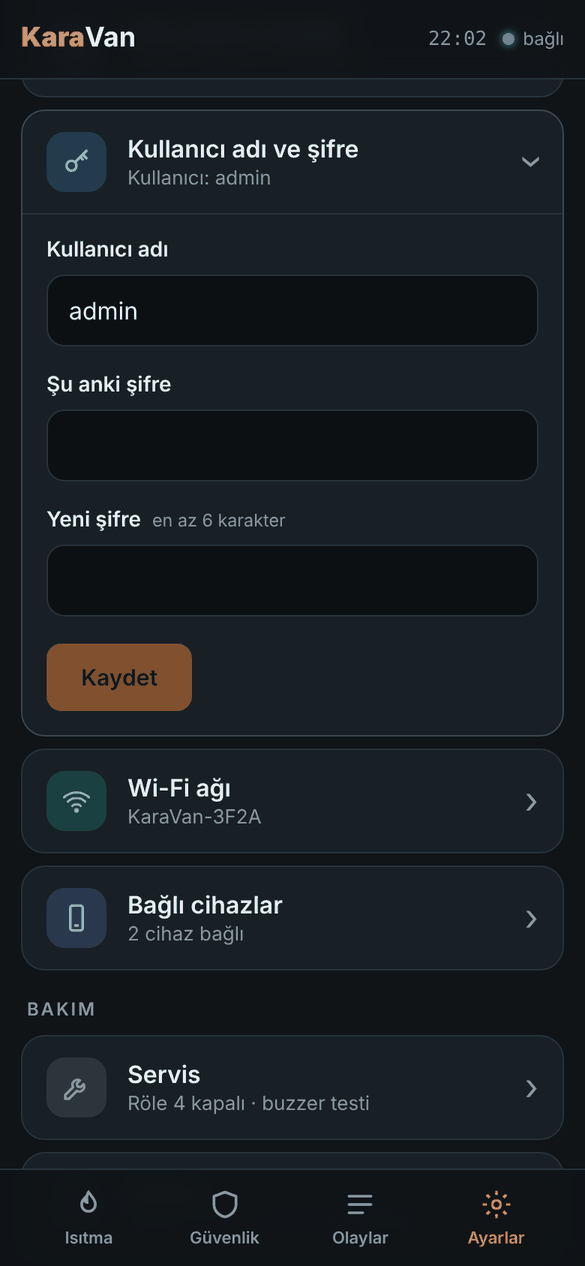 KaraVan
22:02 bağlı
Kullanıcı adı ve şifre
Kullanıcı: admin
Kullanıcı adı
admin
Şu anki şifre
Yeni şifre en az 6 karakter
Kaydet
Wi-Fi ağı
KaraVan-3F2A
Bağlı cihazlar
2 cihaz bağlı
BAKIM
Servis
Röle 4 kapalı · buzzer testi
Isıtma
Güvenlik
Olaylar
Ayarlar